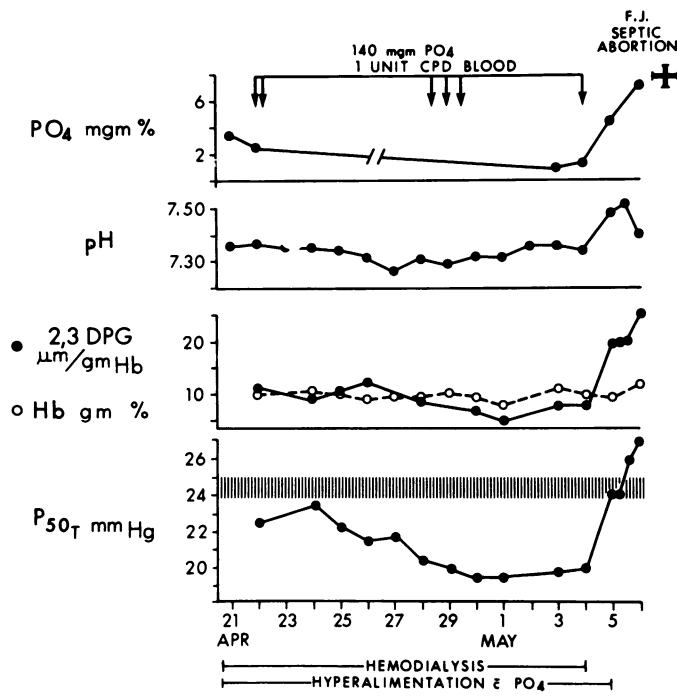 F.J.
SEPTIC
ABORTION
140 mgm PO4
1 UNIT CPD BLOOD
PO4 mgm %
6
2
pH
7.50
7.30
● 2,3 DPG
μm/gm Hb
○ Hb gm %
20
10
P50T mm Hg
26
24
22
20
21 23 25 27 29 1 3 5
APR MAY
HEMODIALYSIS
HYPERALIMENTATION c̄ PO4